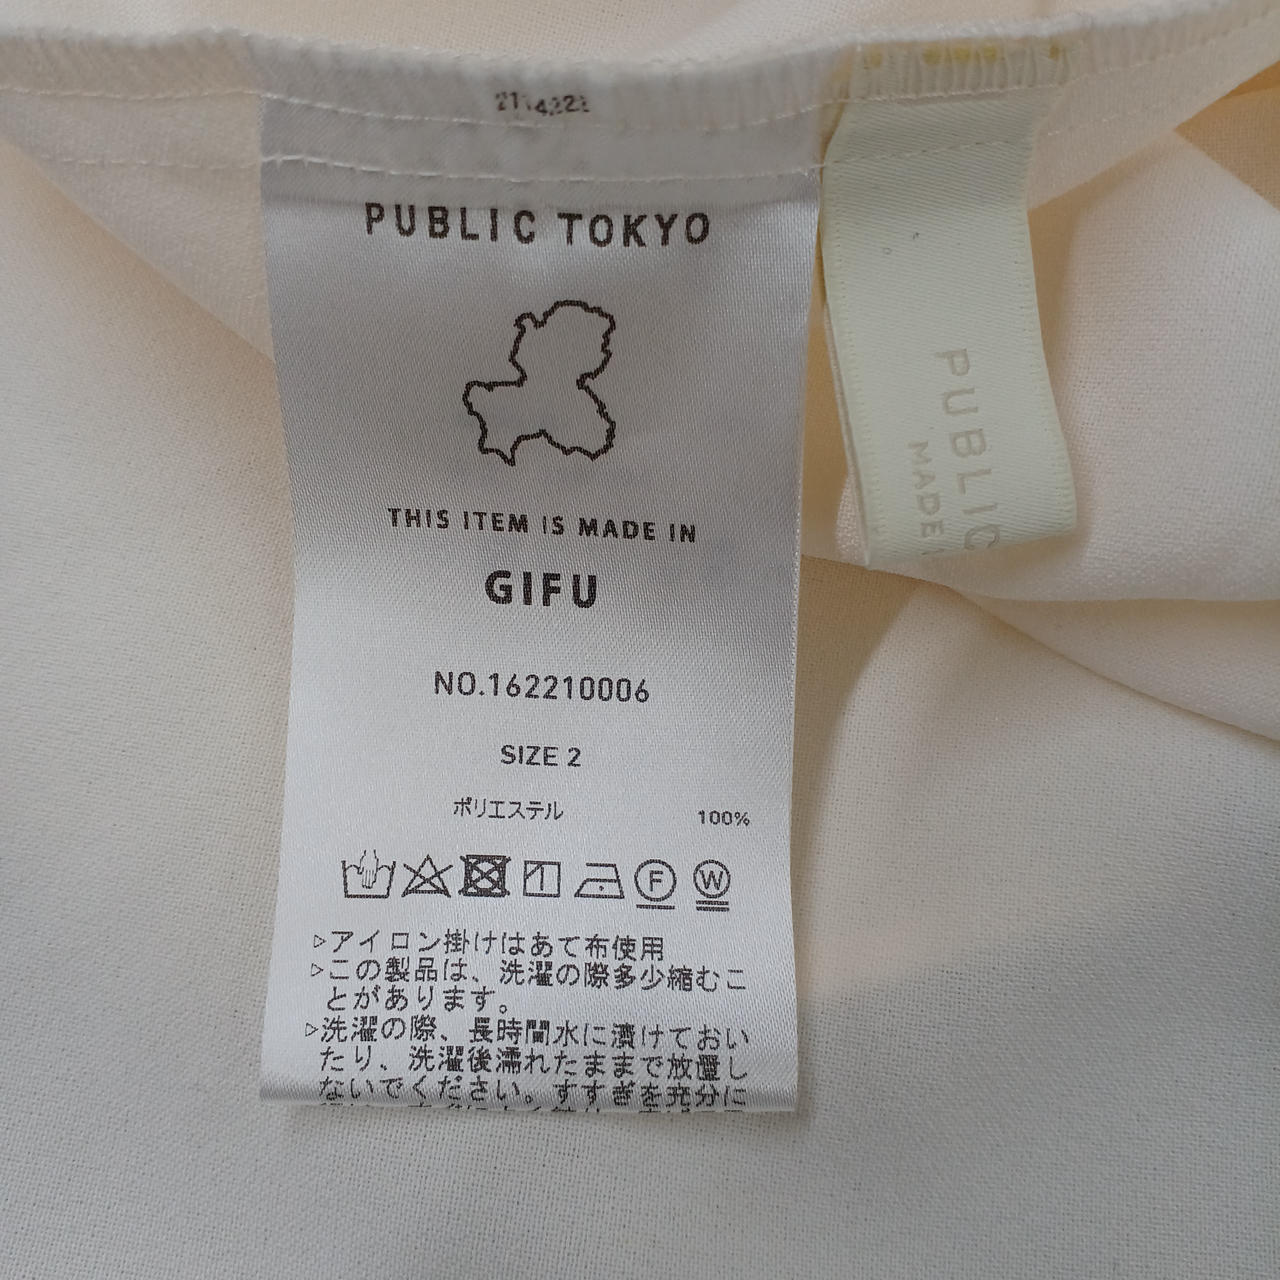 PUBLIC TOKYO
THIS ITEM IS MADE IN
GIFU
NO.162210006
SIZE 2
ポリエステル 100%
F W
▷アイロン掛けはあて布使用
▷この製品は、洗濯の際多少縮むこ
とがあります。
▷洗濯の際、長時間水に漬けておい
たり、洗濯後濡れたままで放置し
ないでください。すすぎを充分に
PUBLIC
MADE